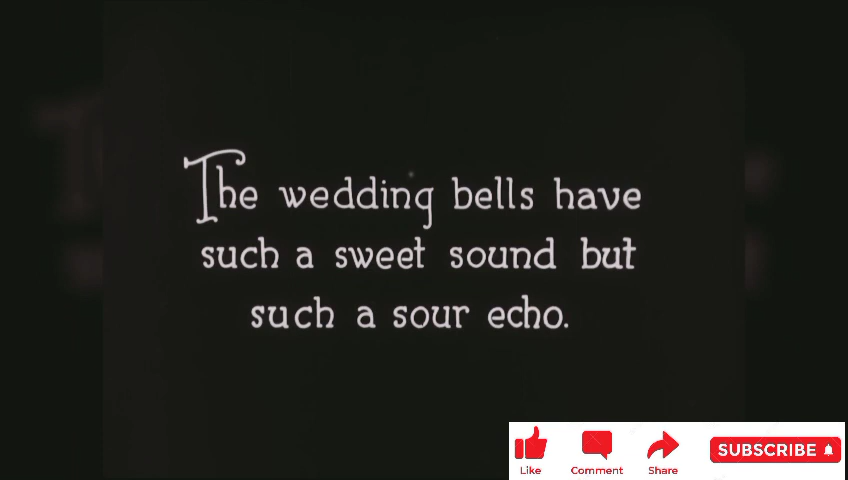 The wedding bells have
such a sweet sound but
such a sour echo.
Like Comment Share SUBSCRIBE